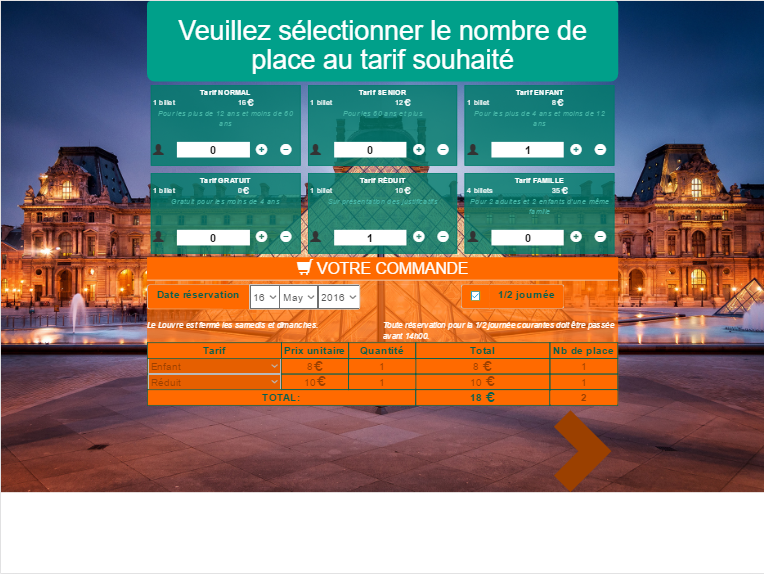 Veuillez sélectionner le nombre de
place au tarif souhaité
Tarif NORMAL
1 billet 16 €
Pour les plus de 12 ans et moins de 60
ans
0
Tarif SENIOR
1 billet 12 €
Pour les 60 ans et plus
0
Tarif ENFANT
1 billet 8 €
Pour les plus de 4 ans et moins de 12
ans
1
Tarif GRATUIT
1 billet 0 €
Gratuit pour les moins de 4 ans
0
Tarif RÉDUIT
1 billet 10 €
Sur présentation des justificatifs
1
Tarif FAMILLE
4 billets 35 €
Pour 2 adultes et 2 enfants d'une même
famille
0
VOTRE COMMANDE
Date réservation 16 May 2016 1/2 journée
Le Louvre est fermé les samedis et dimanches.
Toute réservation pour la 1/2 journée courantes doit être passée
avant 14h00.
Tarif Prix unitaire Quantité Total Nb de place
Enfant 8 € 1 8 € 1
Réduit 10 € 1 10 € 1
TOTAL: 18 € 2